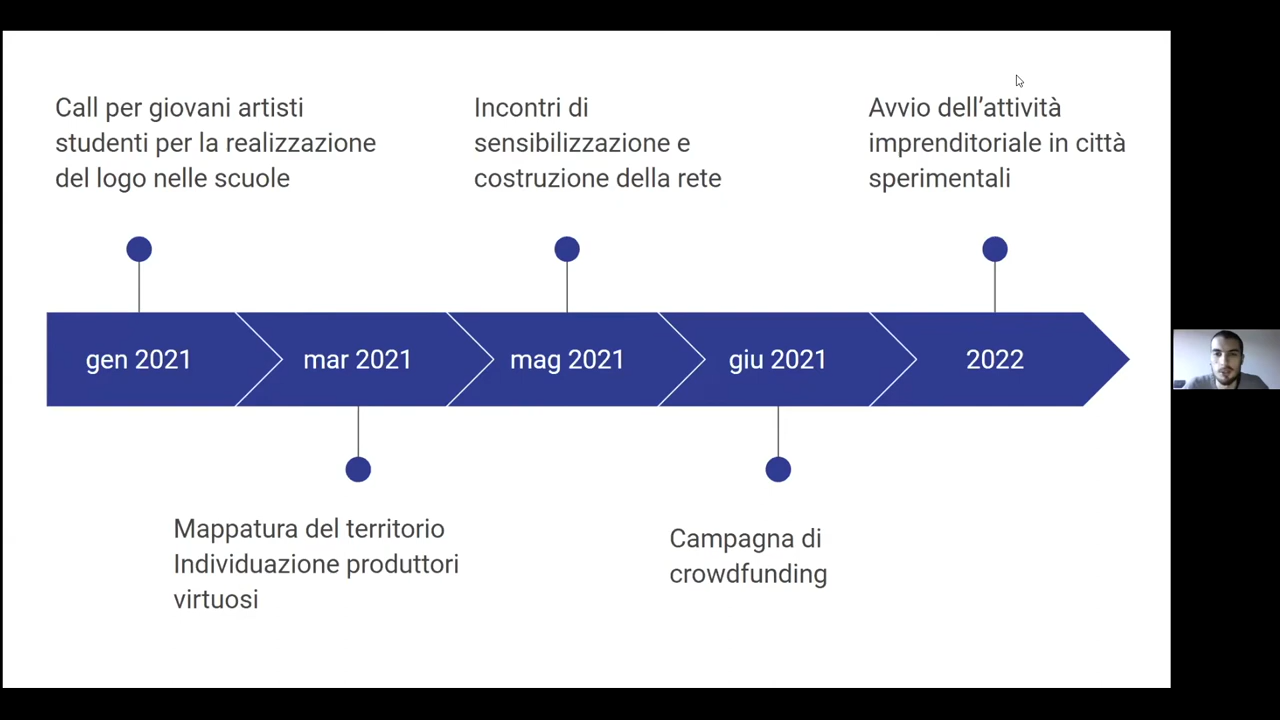 Call per giovani artisti
studenti per la realizzazione
del logo nelle scuole
Incontri di
sensibilizzazione e
costruzione della rete
Avvio dell’attività
imprenditoriale in città
sperimentali
gen 2021
mar 2021
mag 2021
giu 2021
2022
Mappatura del territorio
Individuazione produttori
virtuosi
Campagna di
crowdfunding